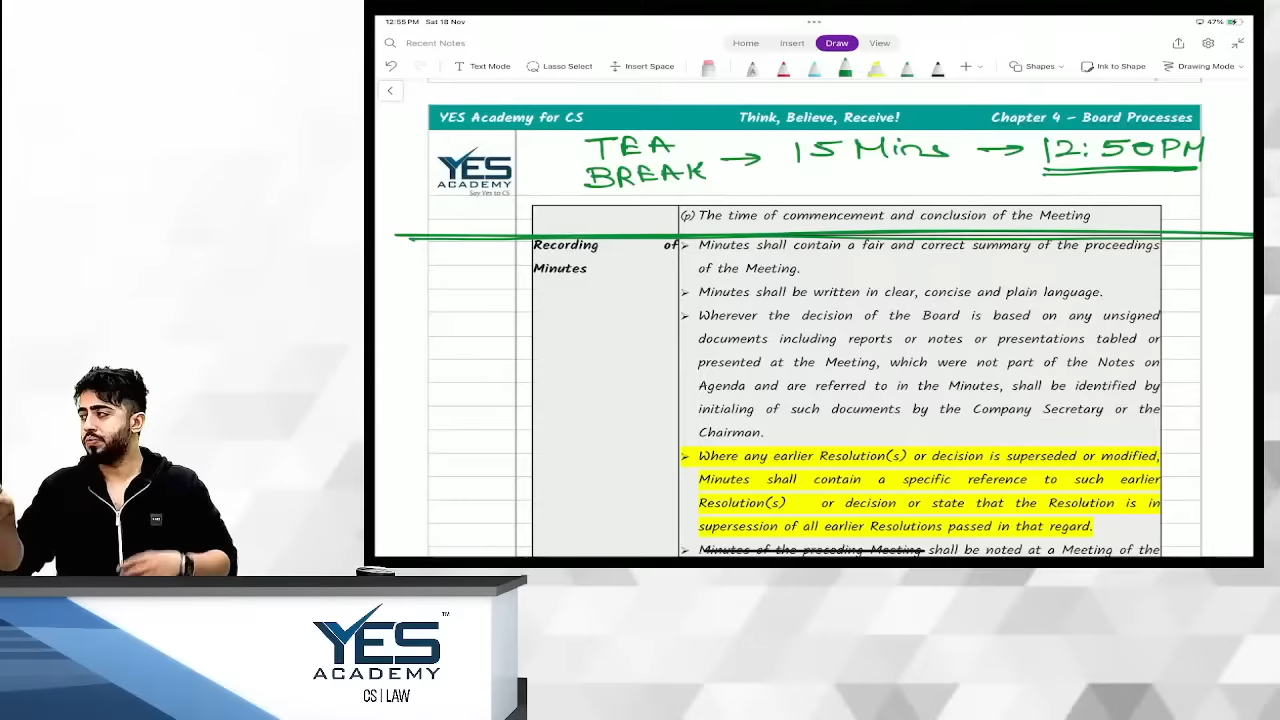 12:55 PM Sat 18 Nov
47%
Recent Notes
Home Insert Draw View
Text Mode Lasso Select Insert Space Shapes Ink to Shape Drawing Mode
YES Academy for CS Think, Believe, Receive! Chapter 4 – Board Processes
TEA BREAK → 15 Mins → 12:50PM
YES
ACADEMY
Say Yes to CS
(p) The time of commencement and conclusion of the Meeting
Recording of Minutes
➢ Minutes shall contain a fair and correct summary of the proceedings
of the Meeting.
➢ Minutes shall be written in clear, concise and plain language.
➢ Wherever the decision of the Board is based on any unsigned
documents including reports or notes or presentations tabled or
presented at the Meeting, which were not part of the Notes on
Agenda and are referred to in the Minutes, shall be identified by
initialing of such documents by the Company Secretary or the
Chairman.
➢ Where any earlier Resolution(s) or decision is superseded or modified,
Minutes shall contain a specific reference to such earlier
Resolution(s) or decision or state that the Resolution is in
supersession of all earlier Resolutions passed in that regard.
➢ Minutes of the preceding Meeting shall be noted at a Meeting of the
YES™
ACADEMY
CS | LAW